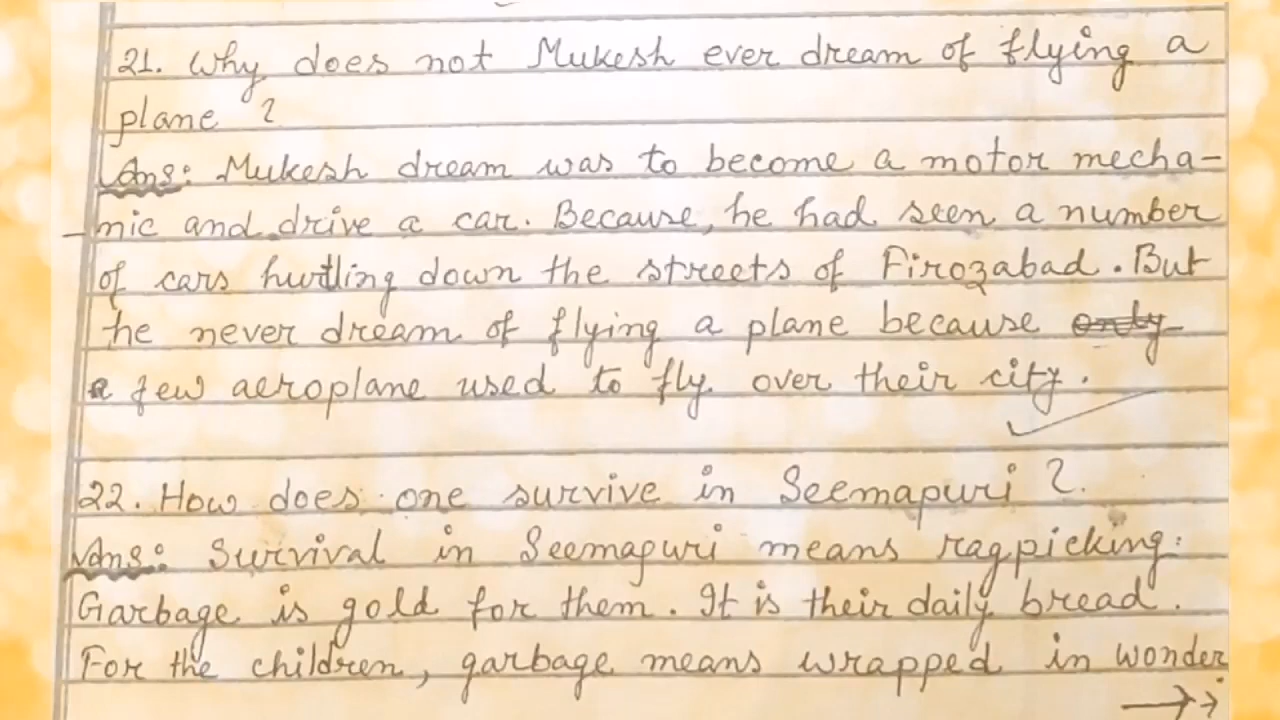 21. Why does not Mukesh ever dream of flying a
plane ?
Ans: Mukesh dream was to become a motor mecha-
-nic and drive a car. Because, he had seen a number
of cars hurtling down the streets of Firozabad. But
he never dream of flying a plane because only
a few aeroplane used to fly over their city.
22. How does one survive in Seemapuri ?
Ans: Survival in Seemapuri means ragpicking.
Garbage is gold for them. It is their daily bread.
For the children, garbage means wrapped in wonder